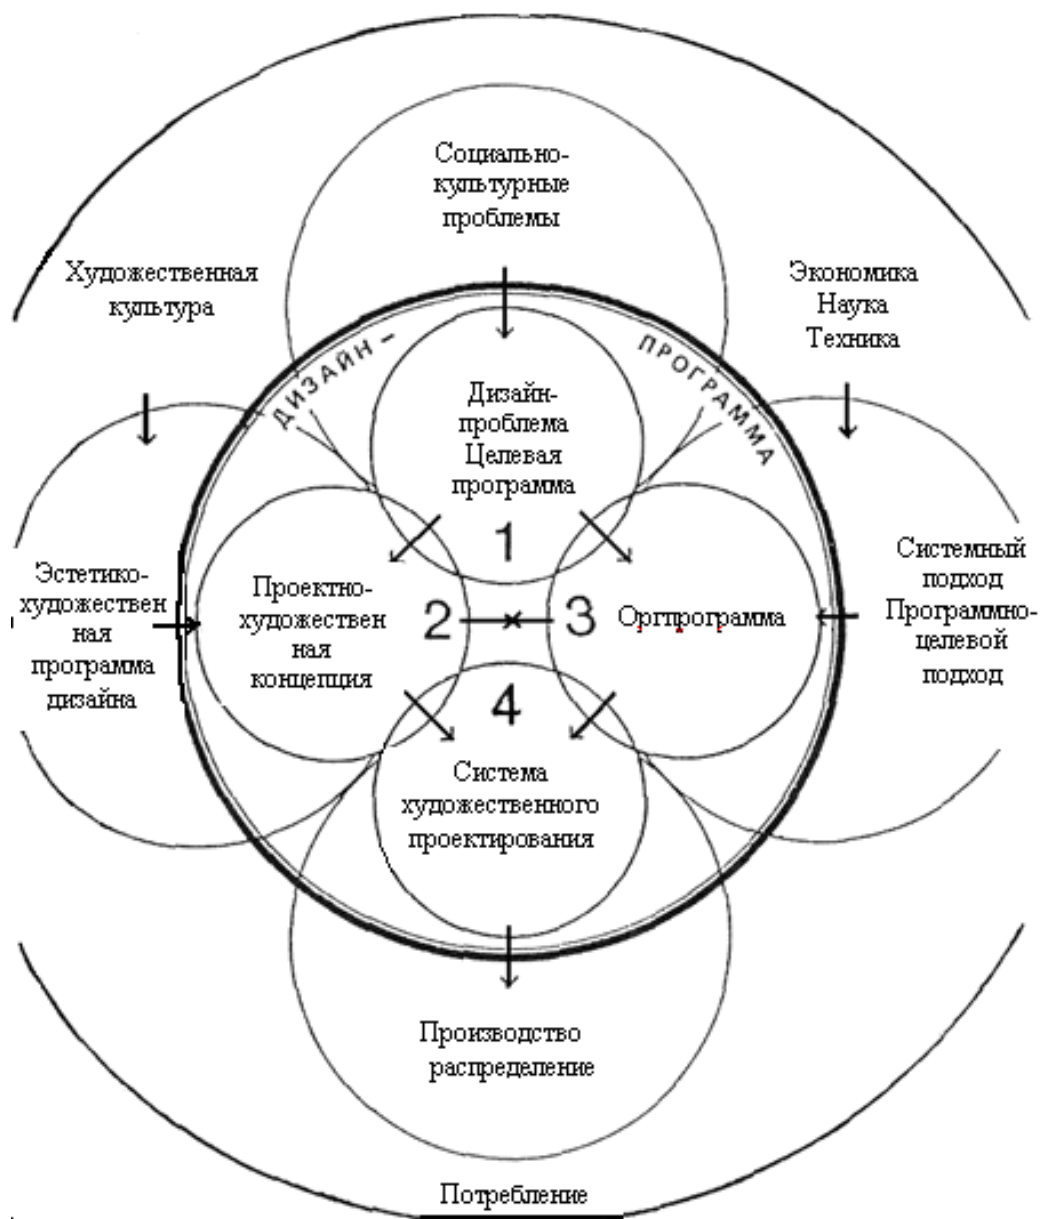 Социально-
культурные
проблемы
Художественная
культура
Экономика
Наука
Техника
ДИЗАЙН –
ПРОГРАММА
Дизайн-
проблема
Целевая
программа
1
Эстетико-
художествен
ная
программа
дизайна
Проектно-
художествен
ная
концепция
2
3
Оргпрограмма
Системный
подход
Программно-
целевой
подход
4
Система
художественного
проектирования
Производство
распределение
Потребление